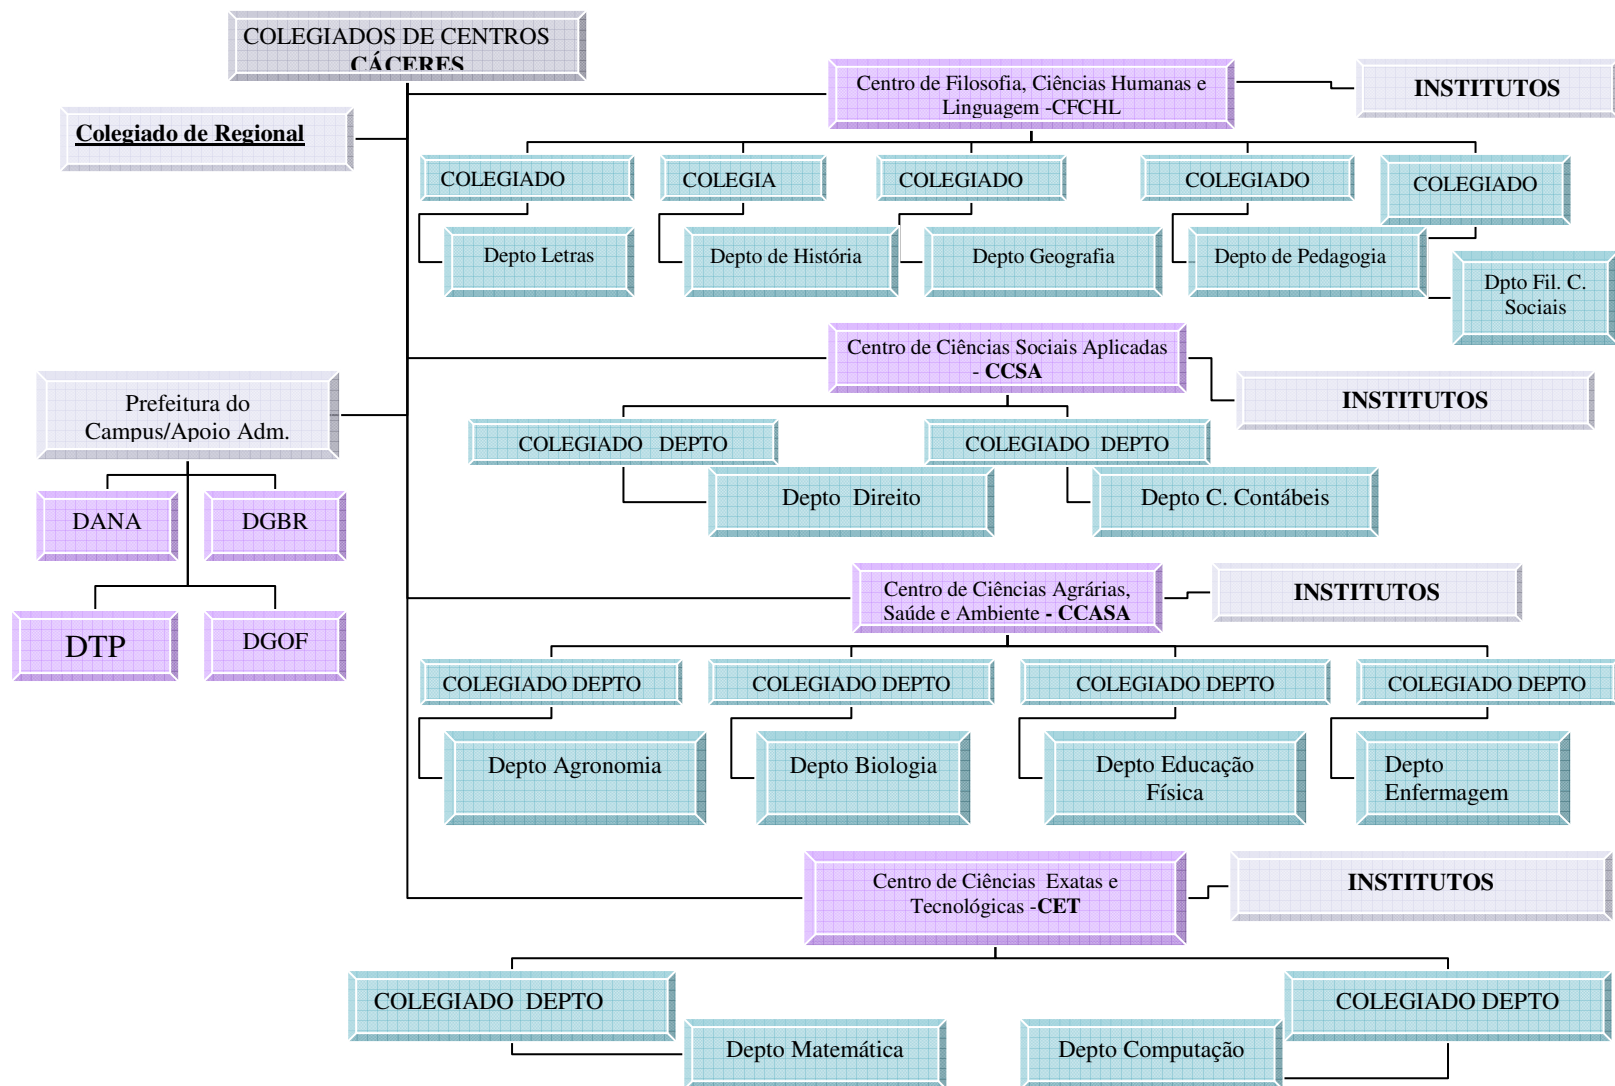 COLEGIADOS DE CENTROS
CÁCERES
Centro de Filosofia, Ciências Humanas e
Linguagem -CFCHL
INSTITUTOS
Colegiado de Regional
COLEGIADO
COLEGIA
COLEGIADO
COLEGIADO
COLEGIADO
Depto Letras
Depto de História
Depto Geografia
Depto de Pedagogia
Dpto Fil. C.
Sociais
Centro de Ciências Sociais Aplicadas
- CCSA
INSTITUTOS
Prefeitura do
Campus/Apoio Adm.
COLEGIADO DEPTO
COLEGIADO DEPTO
Depto Direito
Depto C. Contábeis
DANA
DGBR
DTP
DGOF
Centro de Ciências Agrárias,
Saúde e Ambiente - CCASA
INSTITUTOS
COLEGIADO DEPTO
COLEGIADO DEPTO
COLEGIADO DEPTO
COLEGIADO DEPTO
Depto Agronomia
Depto Biologia
Depto Educação
Física
Depto
Enfermagem
Centro de Ciências Exatas e
Tecnológicas -CET
INSTITUTOS
COLEGIADO DEPTO
COLEGIADO DEPTO
Depto Matemática
Depto Computação